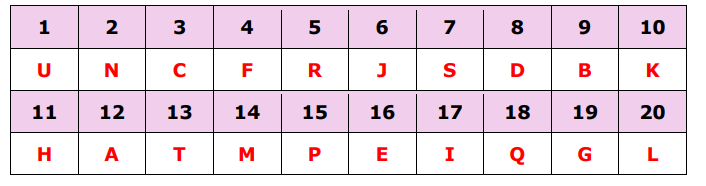 1 2 3 4 5 6 7 8 9 10
U N C F R J S D B K
11 12 13 14 15 16 17 18 19 20
H A T M P E I Q G L